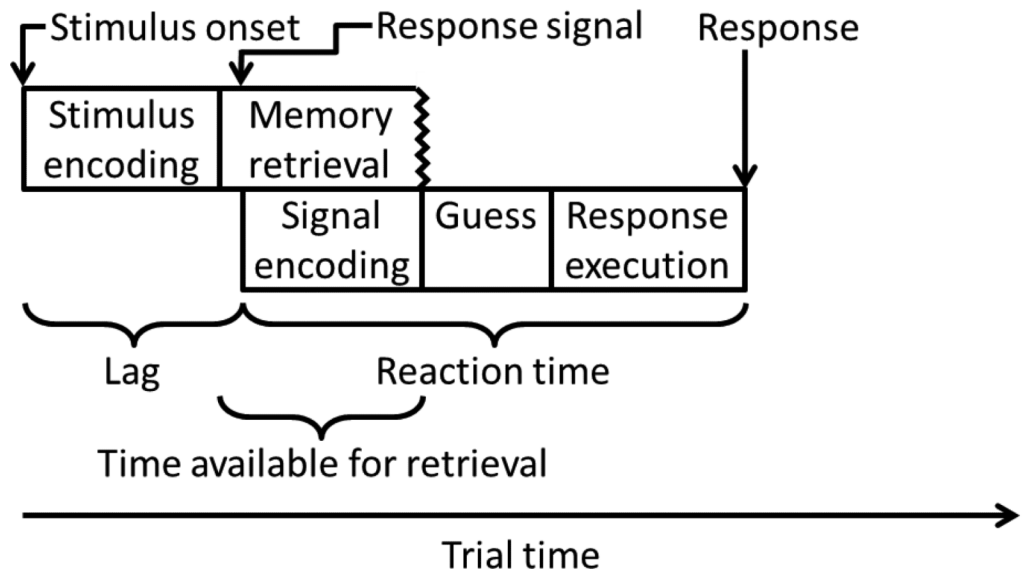 Stimulus onset
Response signal
Response
Stimulus
encoding
Memory
retrieval
Signal
encoding
Guess
Response
execution
Lag
Reaction time
Time available for retrieval
Trial time